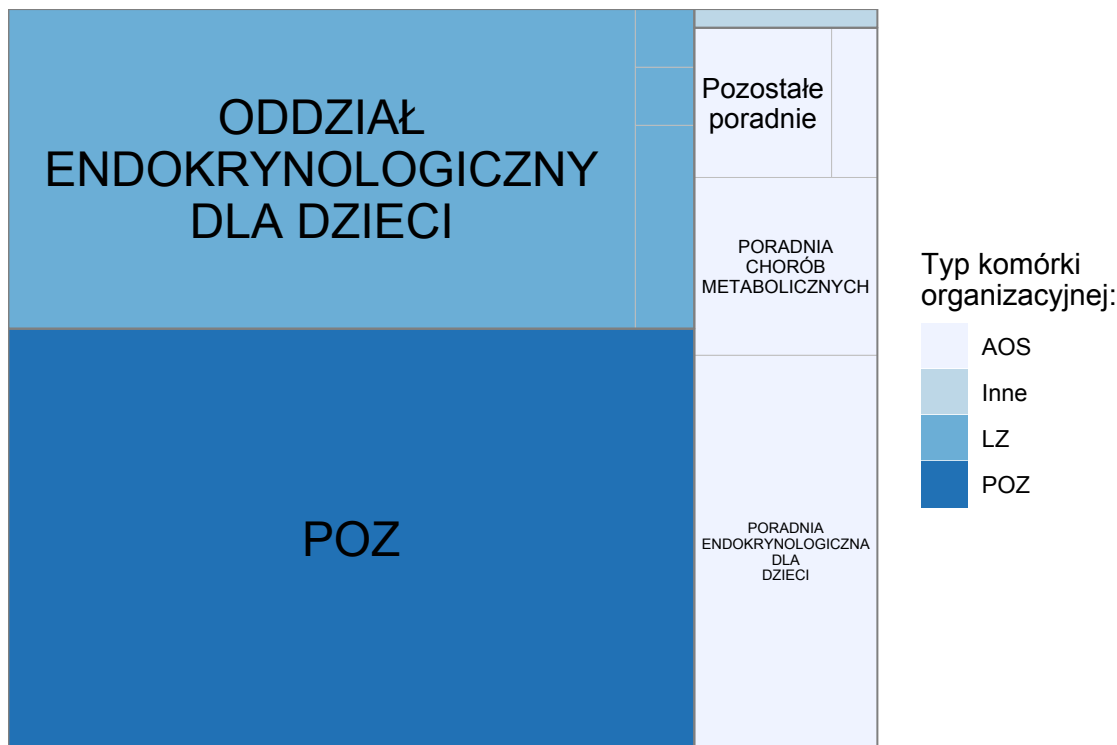 ODDZIAŁ
ENDOKRYNOLOGICZNY
DLA DZIECI
POZ
Pozostałe
poradnie
PORADNIA
CHORÓB
METABOLICZNYCH
PORADNIA
ENDOKRYNOLOGICZNA
DLA
DZIECI
Typ komórki
organizacyjnej:
AOS
Inne
LZ
POZ